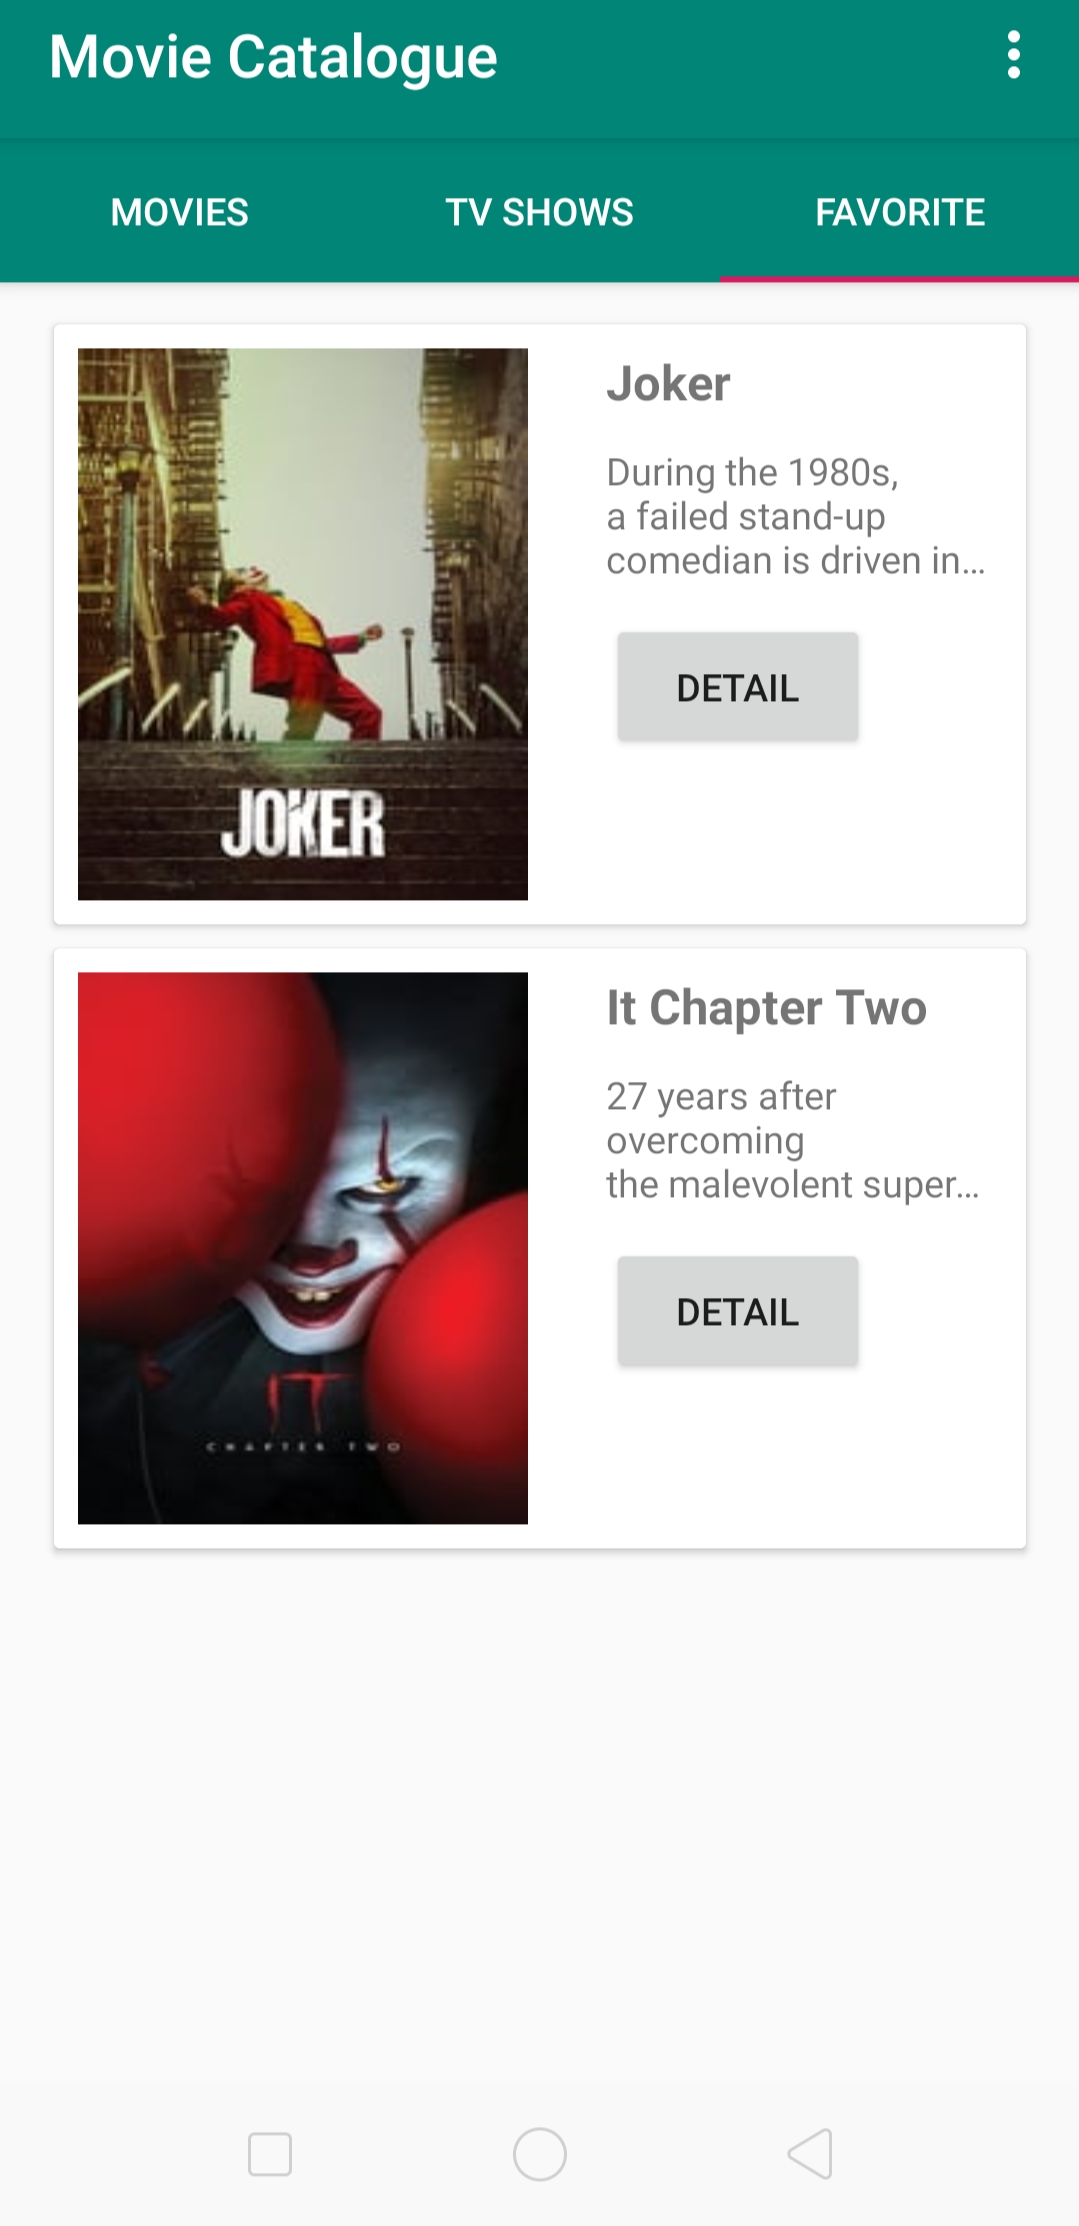 Movie Catalogue
MOVIES
TV SHOWS
FAVORITE
JOKER
Joker
During the 1980s,
a failed stand-up
comedian is driven in...
DETAIL
IT
CHAPTER TWO
It Chapter Two
27 years after
overcoming
the malevolent super...
DETAIL